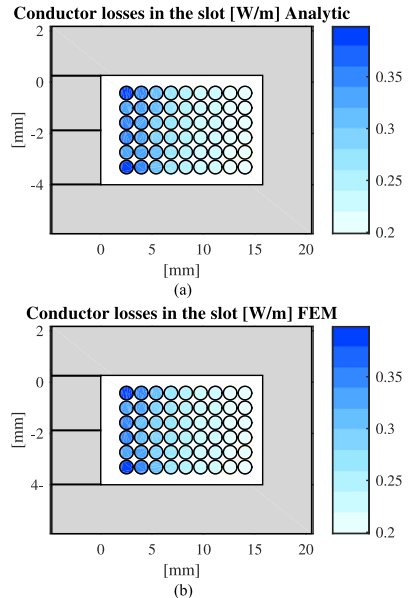 Conductor losses in the slot [W/m] Analytic
2
0
-2
-4
[mm]
0 5 10 15 20
[mm]
0.35
0.3
0.25
0.2
(a)
Conductor losses in the slot [W/m] FEM
2
0
-2
4-
[mm]
0 5 10 15 20
[mm]
0.35
0.3
0.25
0.2
(b)